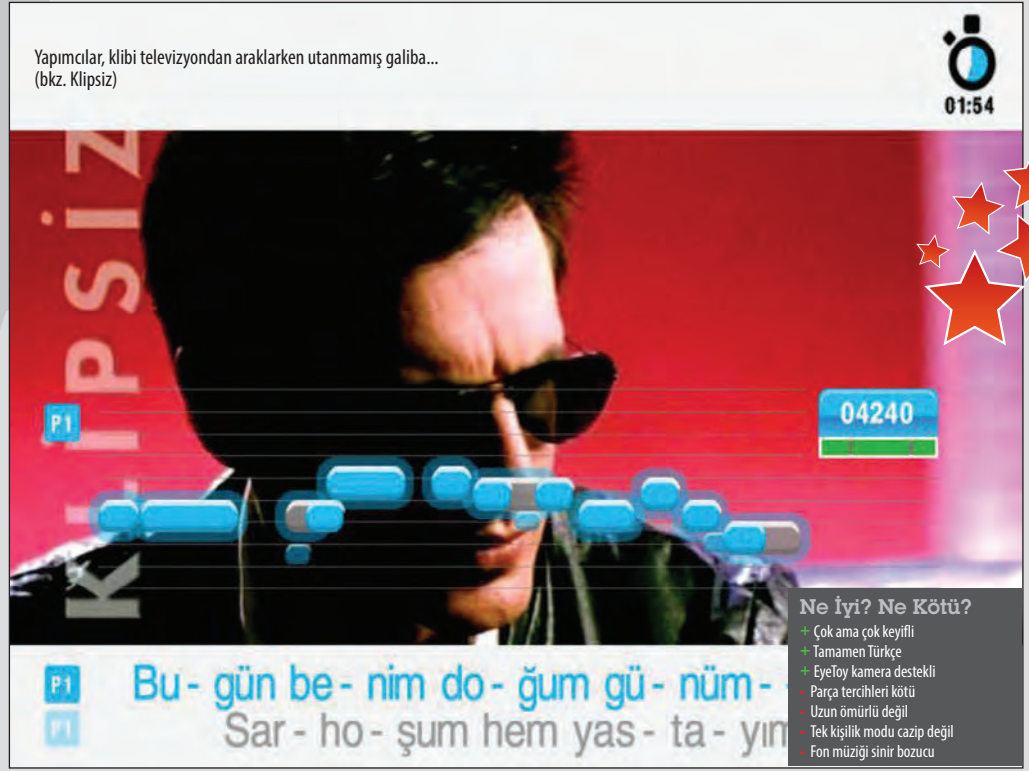 Yapımcılar, klibi televizyondan araklarken utanmamış galiba...
(bkz. Klipsiz)
01:54
KLİPSİZ
P1
04240
P1 Bu - gün be - nim do - ğum gü - nüm -
P1 Sar - ho - şum hem yas - ta - yım
Ne İyi? Ne Kötü?
+ Çok ama çok keyifli
+ Tamamen Türkçe
+ EyeToy kamera destekli
- Parça tercihleri kötü
- Uzun ömürlü değil
- Tek kişilik modu cazip değil
- Fon müziği sinir bozucu